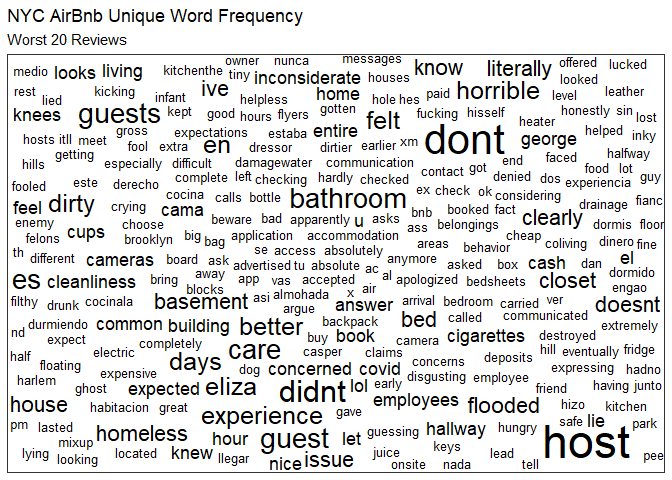 NYC AirBnb Unique Word Frequency
Worst 20 Reviews
owner nunca messages
medio looks living kitchenthe tiny inconsiderate houses know literally offered lucked
rest lied kicking infant ive helpless home hole hes paid horrible looked level leather
knees guests kept good hours flyers gotten felt fucking hisself honestly sin lost
hosts itll meet gross expectations estaba entire dont heater george helped inky
getting fool extra en dressor dirtier earlier xm end faced halfway
hills especially difficult damagewater communication contact got denied dos food lot guy
fooled este derecho complete left checking hardly checked ex check ok considering experiencia
feel dirty crying cocina cama calls bottle bathroom bnb booked fact clearly drainage fianc
enemy cups choose beware bad apparently u asks ass belongings dormis floor
felons brooklyn big bag application accommodation areas behavior cheap coliving dinero fine
th different cameras board ask se access absolutely anymore asked box cash dan el
es cleanliness bring away advertised tu absolute ac al apologized bedsheets closet dormido
filthy drunk cocinala blocks app vas accepted x air engao
basement asi almohada argue answer arrival bedroom carried ver doesnt
nd durmiendo common building better backpack bed called communicated extremely
expect completely buy book camera cigarettes destroyed
half floating electric days care casper claims concerns deposits hill eventually fridge
harlem expensive dog concerned covid disgusting employee expressing hadno
ghost expected eliza didnt lol early employees friend having junto
house habitacion great experience gave flooded hizo kitchen
pm lasted homeless hour guest let guessing hallway hungry safe lie park
mixup located knew juice keys lead host
lying looking llegar nice issue onsite nada tell pee